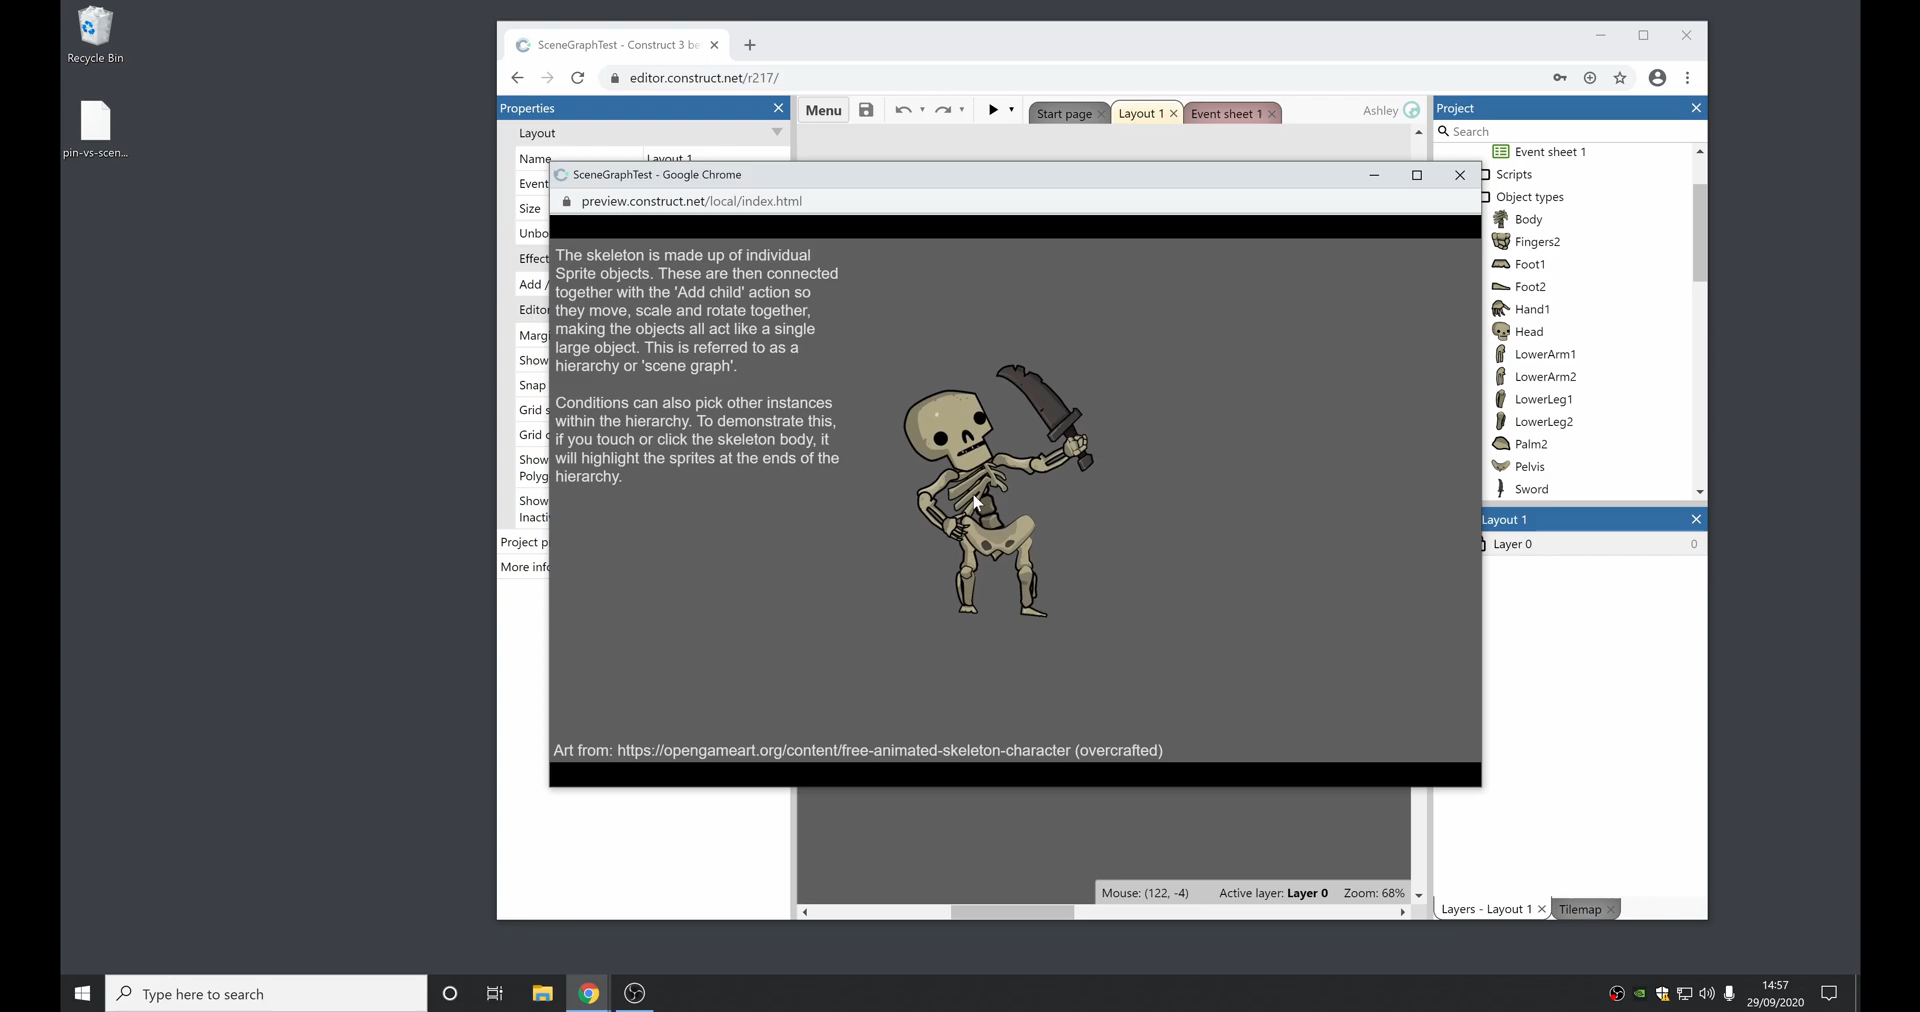 Recycle Bin
pin-vs-scen...
SceneGraphTest - Construct 3 be
editor.construct.net/r217/
Properties
Layout
Name
Layout 1
Event
Size
Unbo
Effect
Add /
Editor
Margi
Show
Snap
Grid s
Grid c
Show
Polyg
Show
Inacti
Project p
More info
Menu
Start page
Layout 1
Event sheet 1
Ashley
SceneGraphTest - Google Chrome
preview.construct.net/local/index.html
The skeleton is made up of individual
Sprite objects. These are then connected
together with the 'Add child' action so
they move, scale and rotate together,
making the objects all act like a single
large object. This is referred to as a
hierarchy or 'scene graph'.
Conditions can also pick other instances
within the hierarchy. To demonstrate this,
if you touch or click the skeleton body, it
will highlight the sprites at the ends of the
hierarchy.
Art from: https://opengameart.org/content/free-animated-skeleton-character (overcrafted)
Mouse: (122, -4)
Active layer: Layer 0
Zoom: 68%
Project
Search
Event sheet 1
Scripts
Object types
Body
Fingers2
Foot1
Foot2
Hand1
Head
LowerArm1
LowerArm2
LowerLeg1
LowerLeg2
Palm2
Pelvis
Sword
Layout 1
Layer 0
0
Layers - Layout 1
Tilemap
Type here to search
14:57
29/09/2020